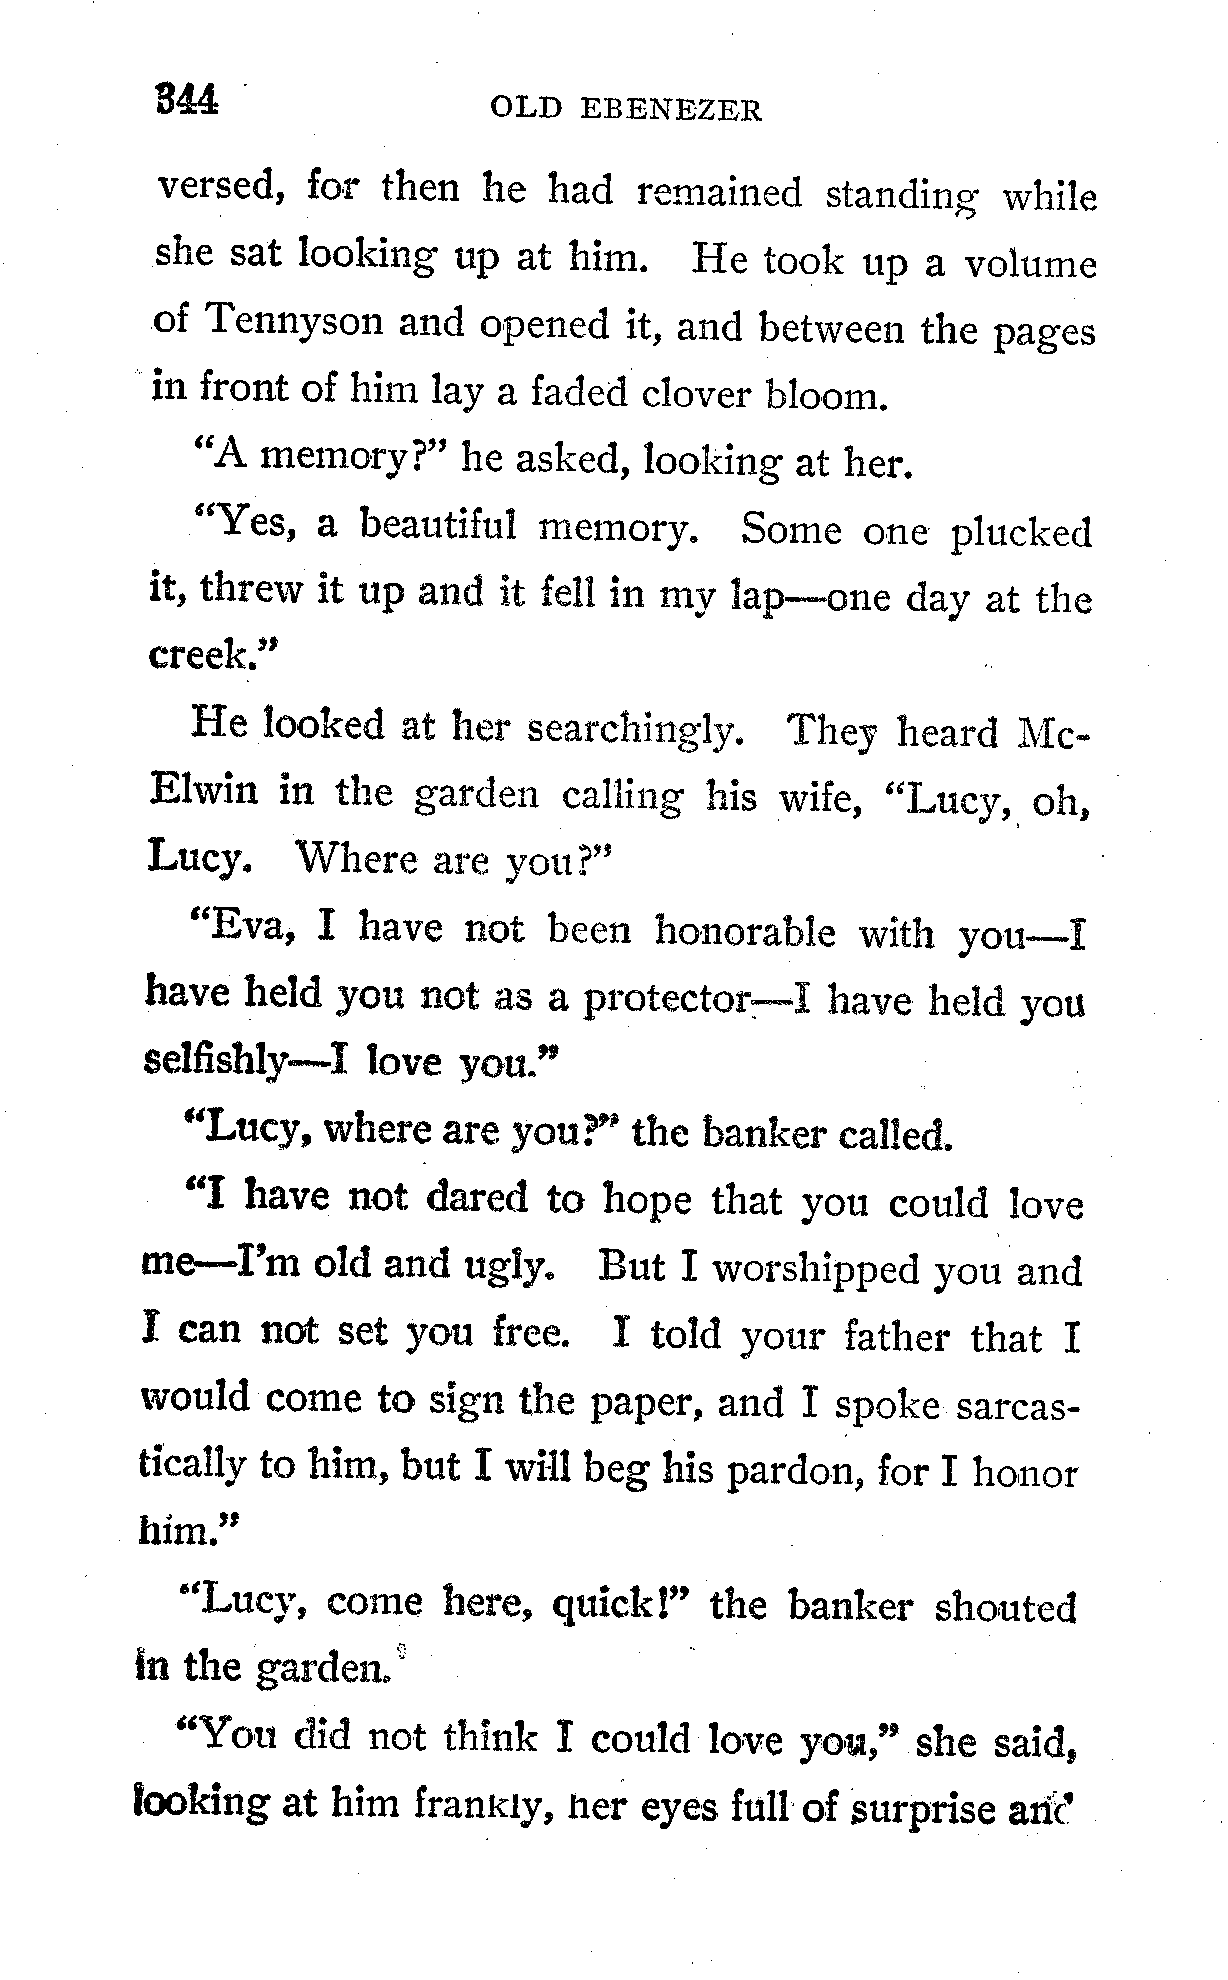 344 OLD EBENEZER
versed, for then he had remained standing while
she sat looking up at him. He took up a volume
of Tennyson and opened it, and between the pages
in front of him lay a faded clover bloom.
“A memory?” he asked, looking at her.
“Yes, a beautiful memory. Some one plucked
it, threw it up and it fell in my lap—one day at the
creek.”
He looked at her searchingly. They heard Mc-
Elwin in the garden calling his wife, “Lucy, oh,
Lucy. Where are you?”
“Eva, I have not been honorable with you—I
have held you not as a protector—I have held you
selfishly—I love you.”
“Lucy, where are you?” the banker called.
“I have not dared to hope that you could love
me—I’m old and ugly. But I worshipped you and
I can not set you free. I told your father that I
would come to sign the paper, and I spoke sarcas-
tically to him, but I will beg his pardon, for I honor
him.”
“Lucy, come here, quick!” the banker shouted
in the garden.
“You did not think I could love you,” she said,
looking at him frankly, her eyes full of surprise and